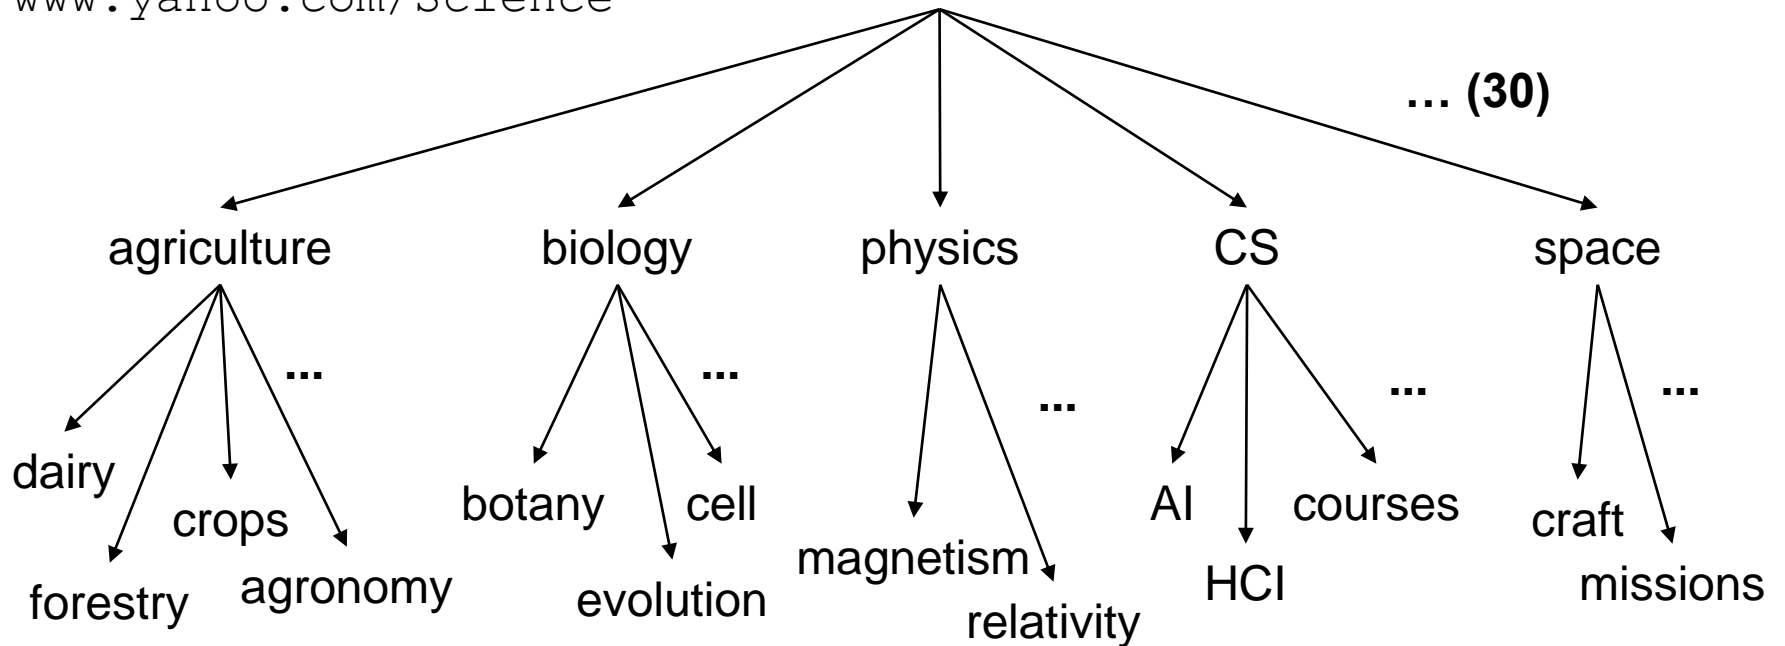 www.yahoo.com/Science
… (30)
agriculture biology physics CS space
... ... ... ... ...
dairy
crops botany cell AI courses craft
magnetism
forestry agronomy evolution HCI missions
relativity